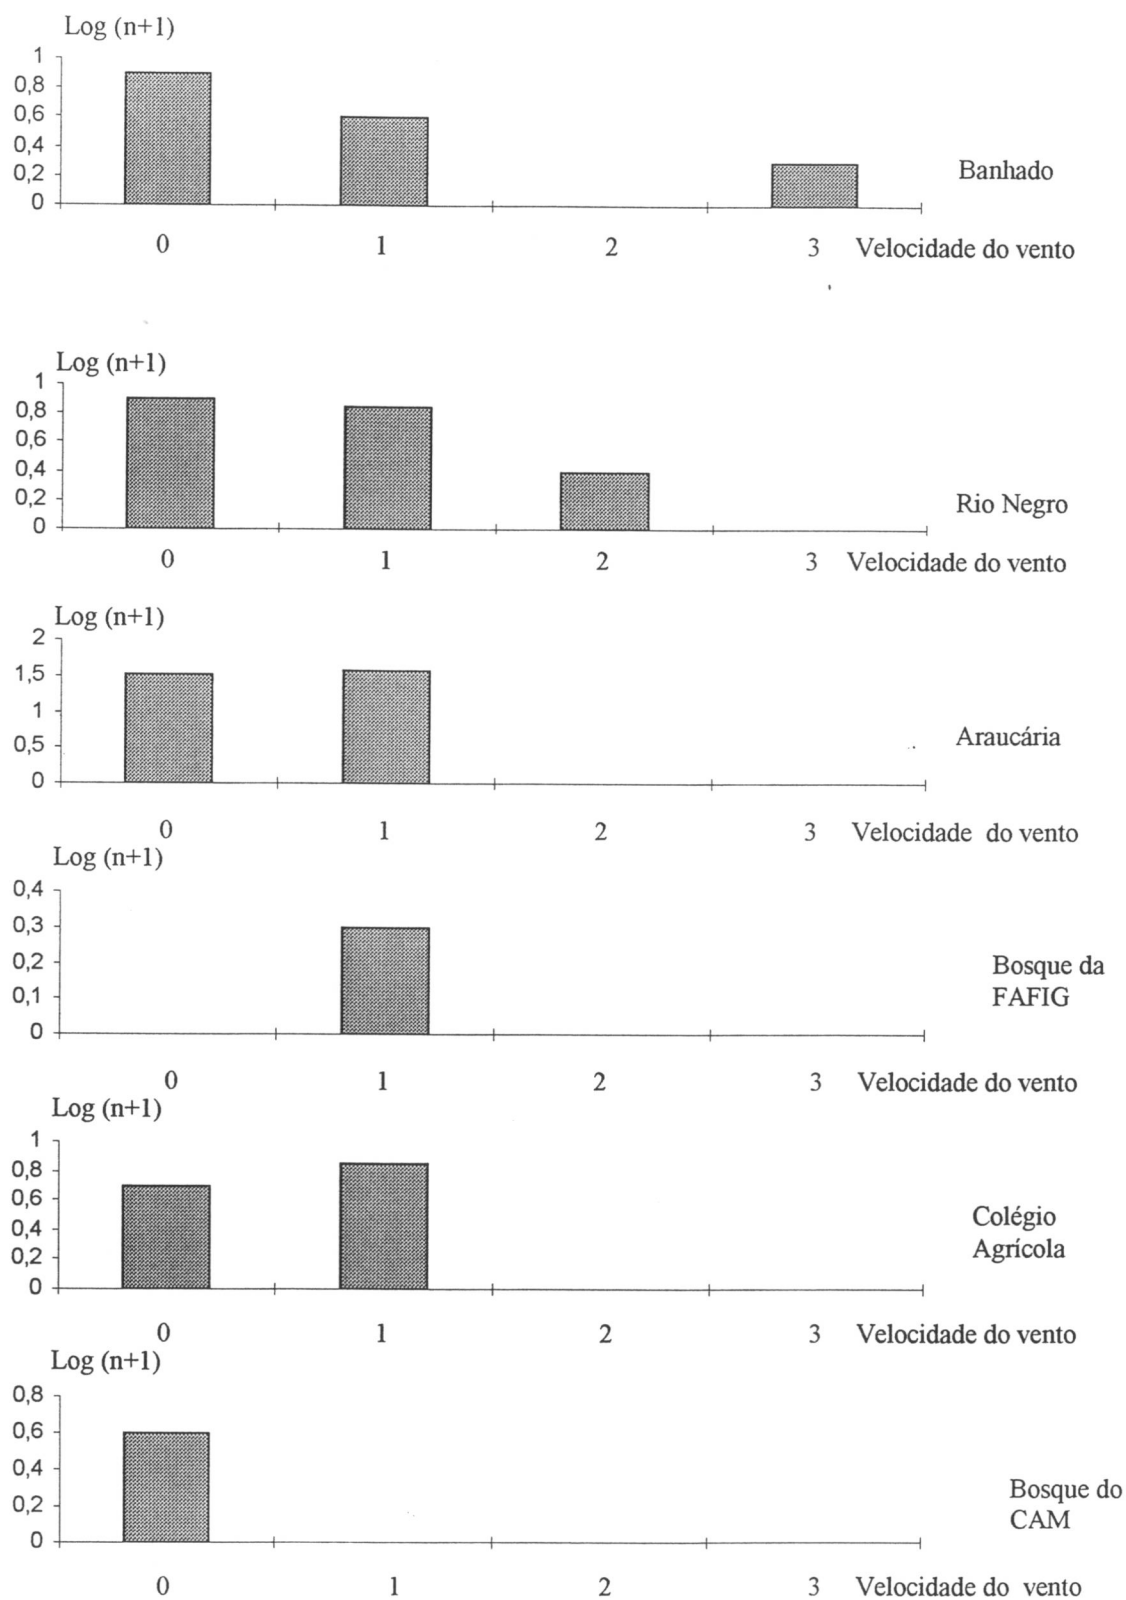 Log (n+1)
1
0,8
0,6
0,4
0,2
0
Banhado
0 1 2 3 Velocidade do vento
Log (n+1)
1
0,8
0,6
0,4
0,2
0
Rio Negro
0 1 2 3 Velocidade do vento
Log (n+1)
2
1,5
1
0,5
0
Araucária
0 1 2 3 Velocidade do vento
Log (n+1)
0,4
0,3
0,2
0,1
0
Bosque da
FAFIG
0 1 2 3 Velocidade do vento
Log (n+1)
1
0,8
0,6
0,4
0,2
0
Colégio
Agrícola
0 1 2 3 Velocidade do vento
Log (n+1)
0,8
0,6
0,4
0,2
0
Bosque do
CAM
0 1 2 3 Velocidade do vento